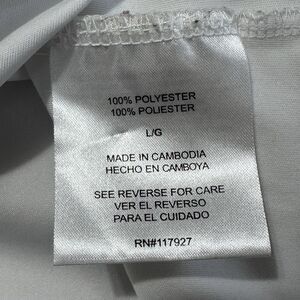 100% POLYESTER
100% POLIESTER
L/G
MADE IN CAMBODIA
HECHO EN CAMBOYA
SEE REVERSE FOR CARE
VER EL REVERSO
PARA EL CUIDADO
RN#117927